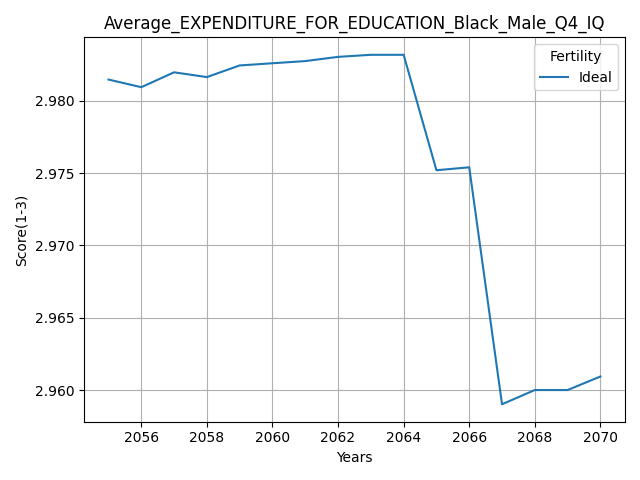 Average_EXPENDITURE_FOR_EDUCATION_Black_Male_Q4_IQ
Fertility
Ideal
Score(1-3)
2.980
2.975
2.970
2.965
2.960
2056 2058 2060 2062 2064 2066 2068 2070
Years